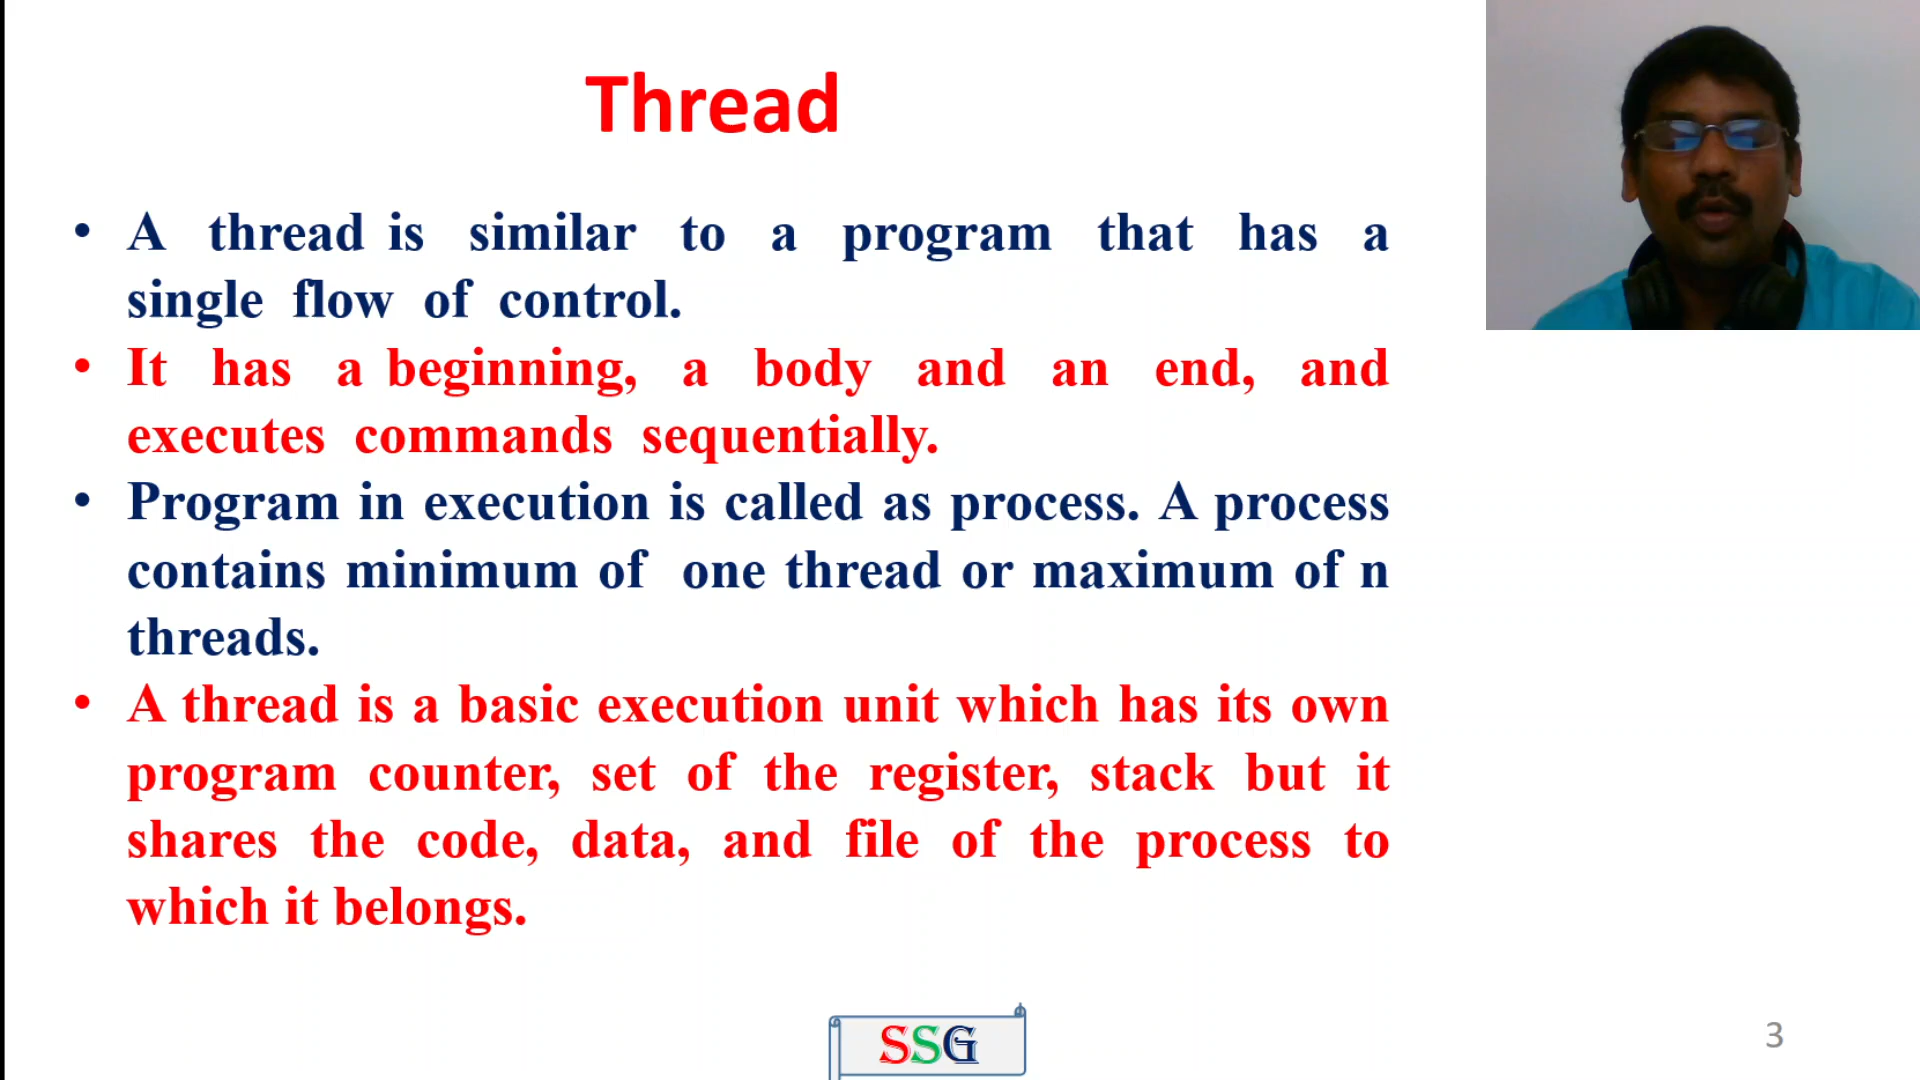 Thread
• A thread is similar to a program that has a
single flow of control.
• It has a beginning, a body and an end, and
executes commands sequentially.
• Program in execution is called as process. A process
contains minimum of one thread or maximum of n
threads.
• A thread is a basic execution unit which has its own
program counter, set of the register, stack but it
shares the code, data, and file of the process to
which it belongs.
SSG
3